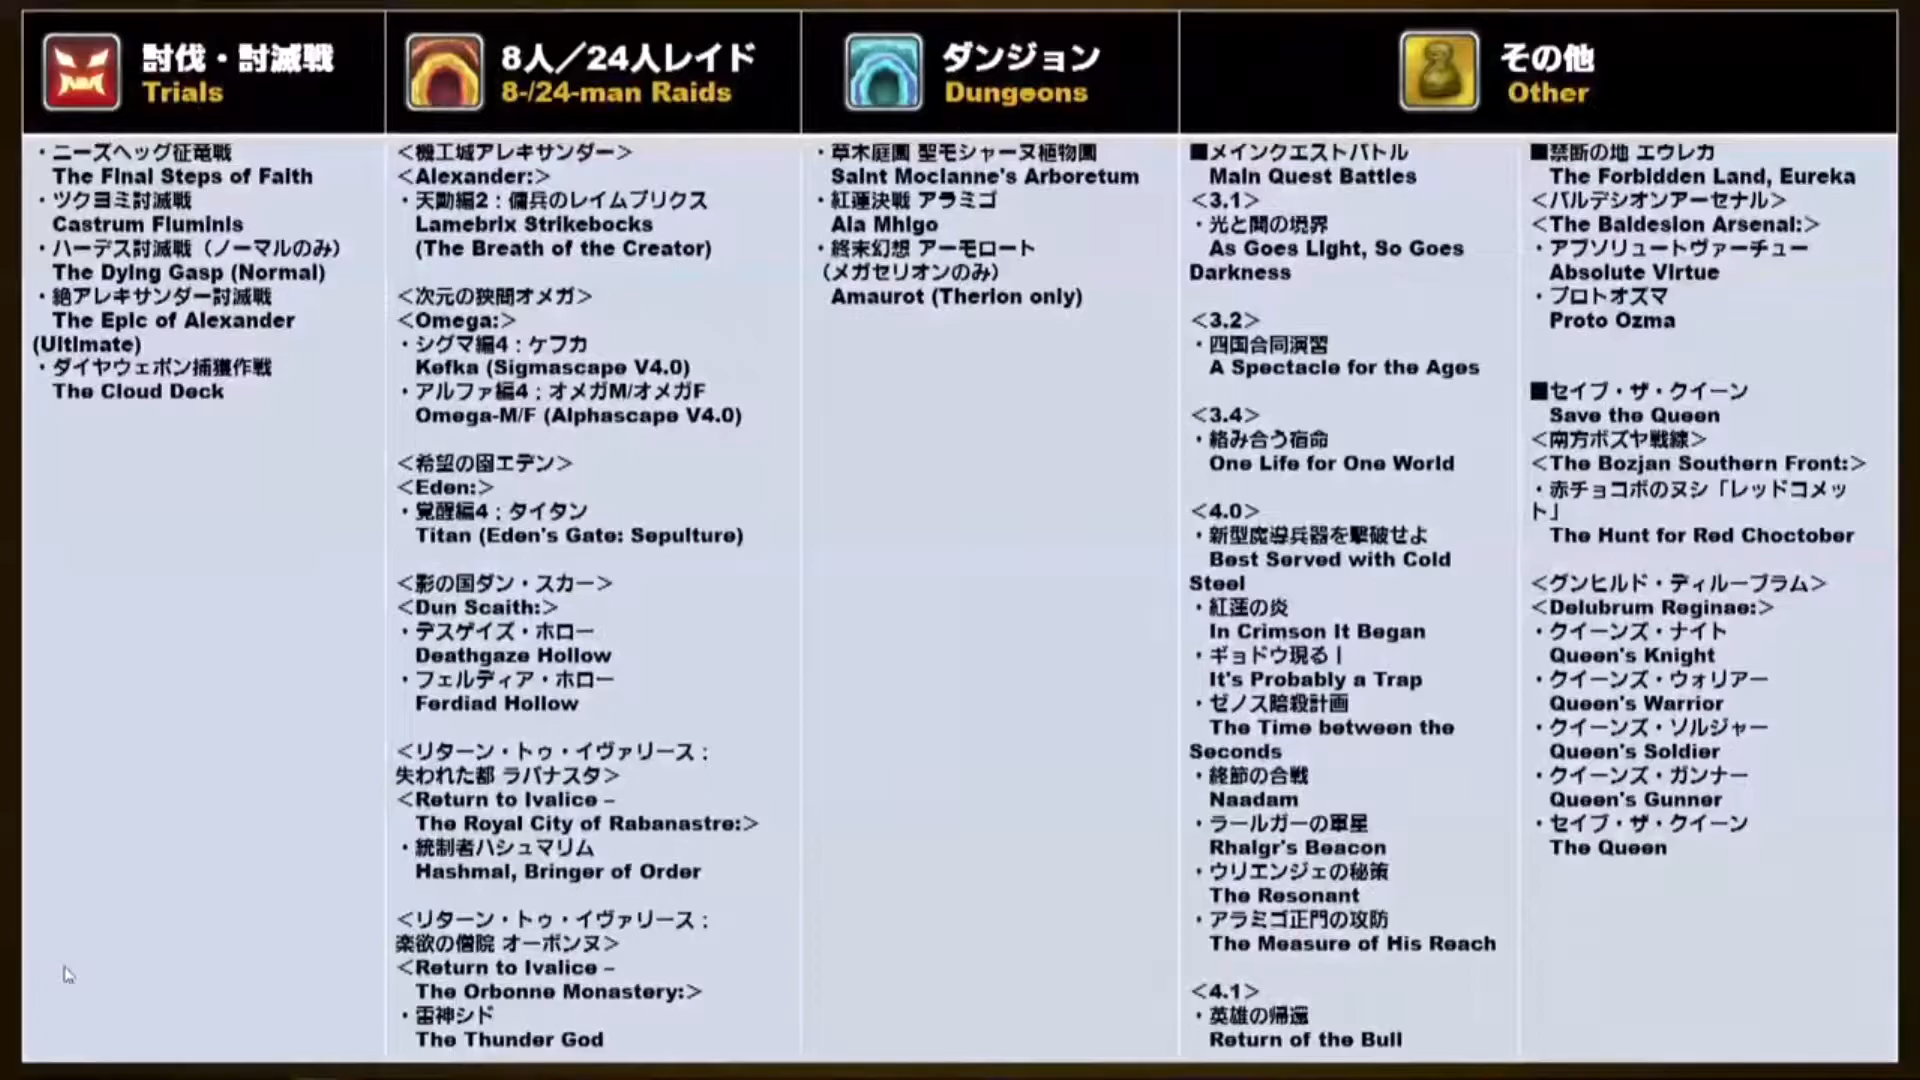 討伐・討滅戦
Trials
・ニーズヘッグ征竜戦
The Final Steps of Faith
・ツクヨミ討滅戦
Castrum Fluminis
・ハーデス討滅戦（ノーマルのみ）
The Dying Gasp (Normal)
・絶アレキサンダー討滅戦
The Epic of Alexander
(Ultimate)
・ダイヤウェポン捕獲作戦
The Cloud Deck
8人／24人レイド
8-/24-man Raids
＜機工城アレキサンダー＞
<Alexander:>
・天動編2：傭兵のレイムプリクス
Lamebrix Strikebocks
(The Breath of the Creator)
＜次元の狭間オメガ＞
<Omega:>
・シグマ編4：ケフカ
Kefka (Sigmascape V4.0)
・アルファ編4：オメガM/オメガF
Omega-M/F (Alphascape V4.0)
＜希望の園エデン＞
<Eden:>
・覚醒編4：タイタン
Titan (Eden's Gate: Sepulture)
＜影の国ダン・スカー＞
<Dun Scaith:>
・デスゲイズ・ホロー
Deathgaze Hollow
・フェルディア・ホロー
Ferdiad Hollow
＜リターン・トゥ・イヴァリース：
失われた都 ラバナスタ＞
<Return to Ivalice –
The Royal City of Rabanastre:>
・統制者ハシュマリム
Hashmal, Bringer of Order
＜リターン・トゥ・イヴァリース：
楽欲の僧院 オーボンヌ＞
<Return to Ivalice –
The Orbonne Monastery:>
・雷神シド
The Thunder God
ダンジョン
Dungeons
・草木庭園 聖モシャーヌ植物園
Saint Mocianne's Arboretum
・紅蓮決戦 アラミゴ
Ala Mhigo
・終末幻想 アーモロート
（メガセリオンのみ）
Amaurot (Therion only)
その他
Other
■メインクエストバトル
Main Quest Battles
<3.1>
・光と闇の境界
As Goes Light, So Goes
Darkness
<3.2>
・四国合同演習
A Spectacle for the Ages
<3.4>
・絡み合う宿命
One Life for One World
<4.0>
・新型魔導兵器を撃破せよ
Best Served with Cold
Steel
・紅蓮の炎
In Crimson It Began
・ギョドウ現る！
It's Probably a Trap
・ゼノス暗殺計画
The Time between the
Seconds
・終節の合戦
Naadam
・ラールガーの軍星
Rhalgr's Beacon
・ウリエンジェの秘策
The Resonant
・アラミゴ正門の攻防
The Measure of His Reach
<4.1>
・英雄の帰還
Return of the Bull
■禁断の地 エウレカ
The Forbidden Land, Eureka
＜バルデシオンアーセナル＞
<The Baldesion Arsenal:>
・アブソリュートヴァーチュー
Absolute Virtue
・プロトオズマ
Proto Ozma
■セイブ・ザ・クイーン
Save the Queen
＜南方ボズヤ戦線＞
<The Bozjan Southern Front:>
・赤チョコボのヌシ「レッドコメッ
ト」
The Hunt for Red Choctober
＜グンヒルド・ディルーブラム＞
<Delubrum Reginae:>
・クイーンズ・ナイト
Queen's Knight
・クイーンズ・ウォリアー
Queen's Warrior
・クイーンズ・ソルジャー
Queen's Soldier
・クイーンズ・ガンナー
Queen's Gunner
・セイブ・ザ・クイーン
The Queen